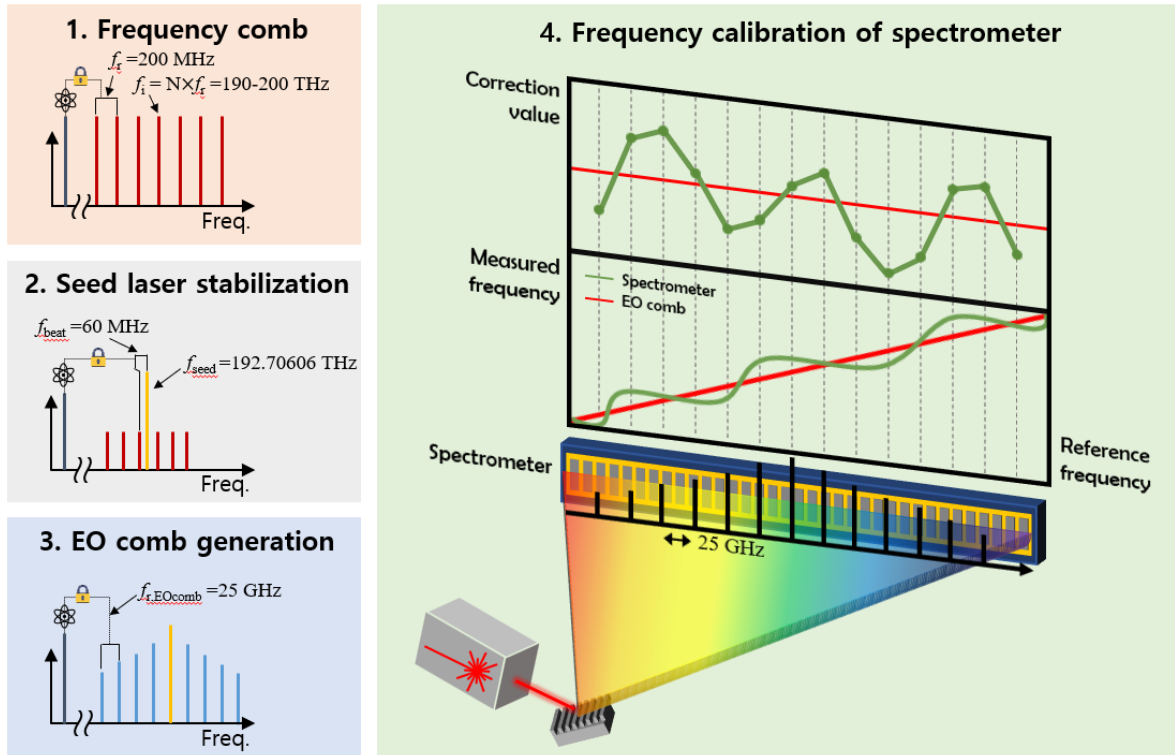 1. Frequency comb
fr =200 MHz
fi = N×fr =190-200 THz
Freq.
2. Seed laser stabilization
fbeat =60 MHz
fseed =192.70606 THz
Freq.
3. EO comb generation
fr.EOcomb =25 GHz
Freq.
4. Frequency calibration of spectrometer
Correction
value
Measured
frequency
Spectrometer
EO comb
Spectrometer
Reference
frequency
25 GHz